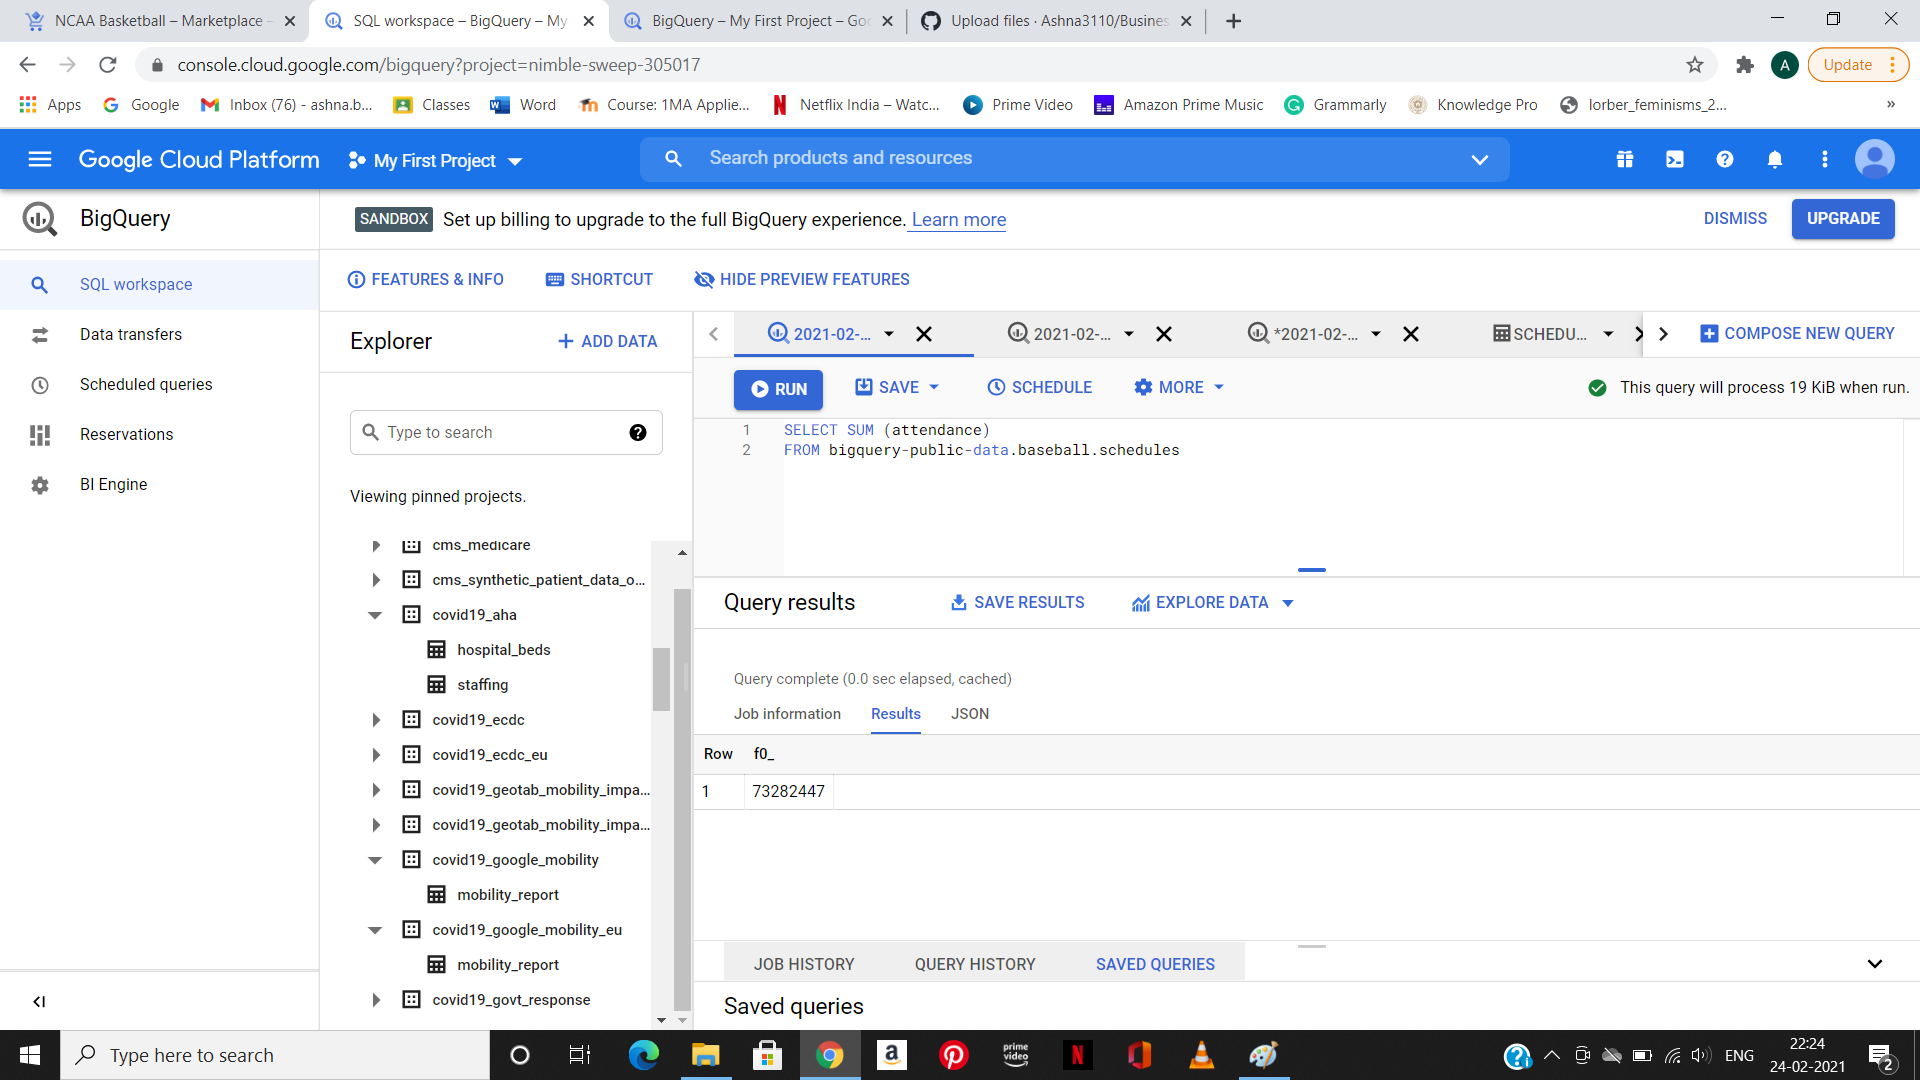 NCAA Basketball – Marketplace –
SQL workspace – BigQuery – My
BigQuery – My First Project – Goo
Upload files · Ashna3110/Busines
console.cloud.google.com/bigquery?project=nimble-sweep-305017
A
Update
Apps
Google
Inbox (76) - ashna.b...
Classes
Word
Course: 1MA Applie...
Netflix India – Watc...
Prime Video
Amazon Prime Music
Grammarly
Knowledge Pro
lorber_feminisms_2...
»
Google Cloud Platform
My First Project
Search products and resources
BigQuery
SANDBOX Set up billing to upgrade to the full BigQuery experience. Learn more
DISMISS
UPGRADE
SQL workspace
Data transfers
Scheduled queries
Reservations
BI Engine
FEATURES & INFO
SHORTCUT
HIDE PREVIEW FEATURES
Explorer
+ ADD DATA
Type to search
Viewing pinned projects.
cms_medicare
cms_synthetic_patient_data_o...
covid19_aha
hospital_beds
staffing
covid19_ecdc
covid19_ecdc_eu
covid19_geotab_mobility_impa...
covid19_geotab_mobility_impa...
covid19_google_mobility
mobility_report
covid19_google_mobility_eu
mobility_report
covid19_govt_response
2021-02-...
2021-02-...
*2021-02-...
SCHEDU...
COMPOSE NEW QUERY
RUN
SAVE
SCHEDULE
MORE
This query will process 19 KiB when run.
1 SELECT SUM (attendance)
2 FROM bigquery-public-data.baseball.schedules
Query results
SAVE RESULTS
EXPLORE DATA
Query complete (0.0 sec elapsed, cached)
Job information
Results
JSON
Row f0_
1 73282447
JOB HISTORY
QUERY HISTORY
SAVED QUERIES
Saved queries
Type here to search
prime video
ENG
22:24
24-02-2021
2